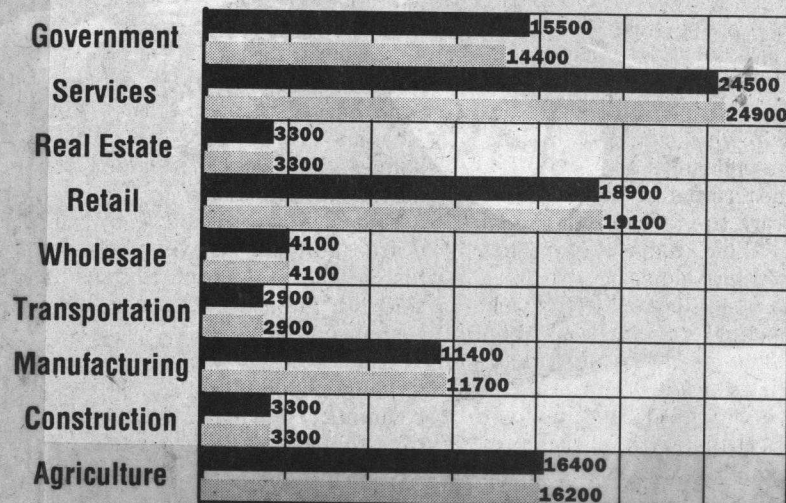 Government 15500
14400
Services 24500
24900
Real Estate 3300
3300
Retail 18900
19100
Wholesale 4100
4100
Transportation 2900
2900
Manufacturing 11400
11700
Construction 3300
3300
Agriculture 16400
16200